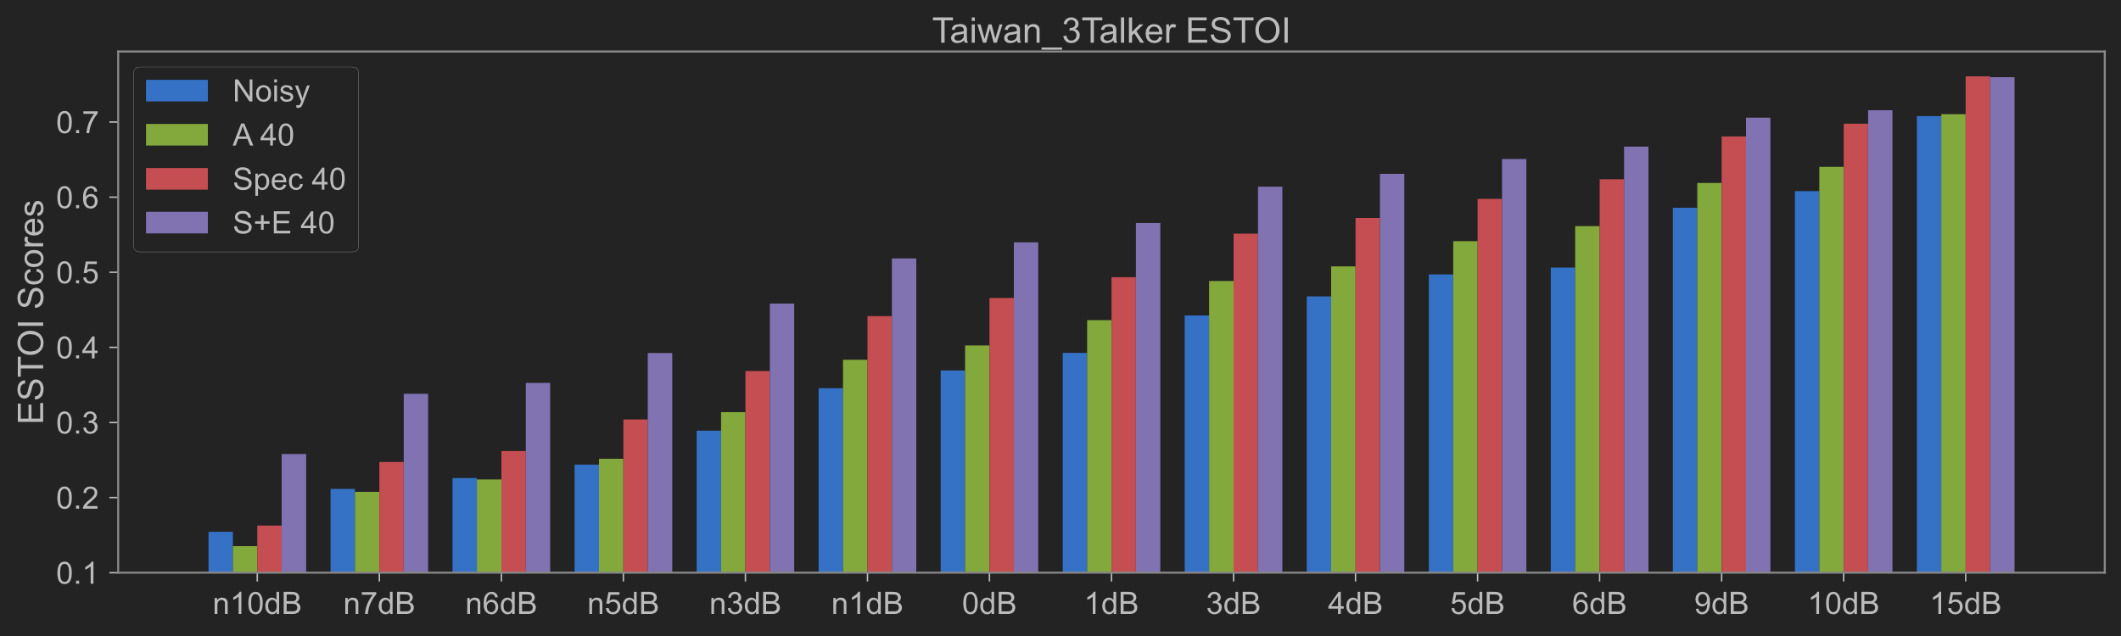 Taiwan_3Talker ESTOI
Noisy
A 40
Spec 40
S+E 40
ESTOI Scores
0.7
0.6
0.5
0.4
0.3
0.2
0.1
n10dB n7dB n6dB n5dB n3dB n1dB 0dB 1dB 3dB 4dB 5dB 6dB 9dB 10dB 15dB